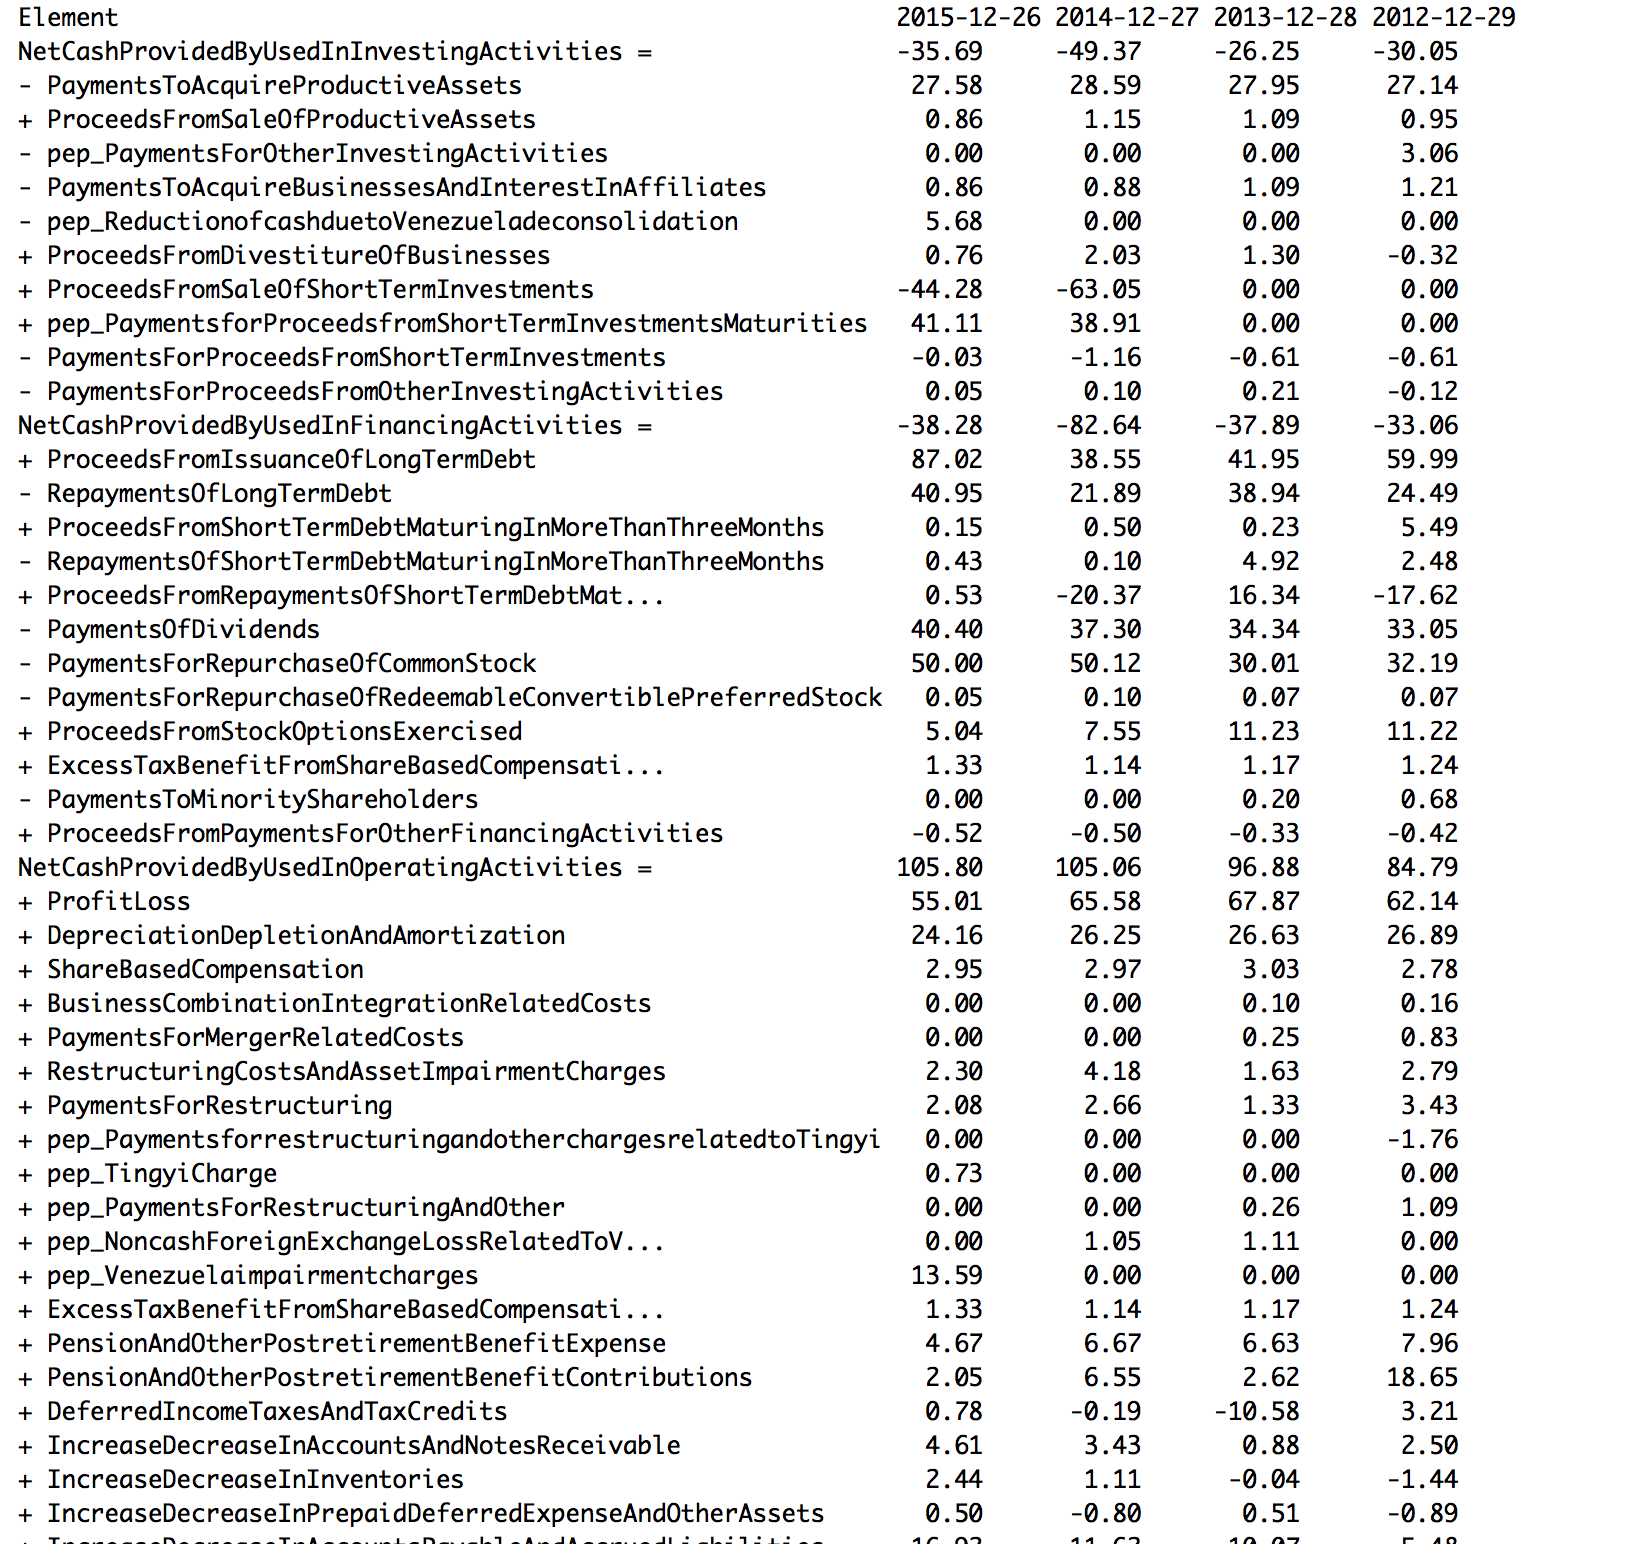 Element 2015-12-26 2014-12-27 2013-12-28 2012-12-29
NetCashProvidedByUsedInInvestingActivities = -35.69 -49.37 -26.25 -30.05
- PaymentsToAcquireProductiveAssets 27.58 28.59 27.95 27.14
+ ProceedsFromSaleOfProductiveAssets 0.86 1.15 1.09 0.95
- pep_PaymentsForOtherInvestingActivities 0.00 0.00 0.00 3.06
- PaymentsToAcquireBusinessesAndInterestInAffiliates 0.86 0.88 1.09 1.21
- pep_ReductionofcashduetoVenezueladeconsolidation 5.68 0.00 0.00 0.00
+ ProceedsFromDivestitureOfBusinesses 0.76 2.03 1.30 -0.32
+ ProceedsFromSaleOfShortTermInvestments -44.28 -63.05 0.00 0.00
+ pep_PaymentsforProceedsfromShortTermInvestmentsMaturities 41.11 38.91 0.00 0.00
- PaymentsForProceedsFromShortTermInvestments -0.03 -1.16 -0.61 -0.61
- PaymentsForProceedsFromOtherInvestingActivities 0.05 0.10 0.21 -0.12
NetCashProvidedByUsedInFinancingActivities = -38.28 -82.64 -37.89 -33.06
+ ProceedsFromIssuanceOfLongTermDebt 87.02 38.55 41.95 59.99
- RepaymentsOfLongTermDebt 40.95 21.89 38.94 24.49
+ ProceedsFromShortTermDebtMaturingInMoreThanThreeMonths 0.15 0.50 0.23 5.49
- RepaymentsOfShortTermDebtMaturingInMoreThanThreeMonths 0.43 0.10 4.92 2.48
+ ProceedsFromRepaymentsOfShortTermDebtMat... 0.53 -20.37 16.34 -17.62
- PaymentsOfDividends 40.40 37.30 34.34 33.05
- PaymentsForRepurchaseOfCommonStock 50.00 50.12 30.01 32.19
- PaymentsForRepurchaseOfRedeemableConvertiblePreferredStock 0.05 0.10 0.07 0.07
+ ProceedsFromStockOptionsExercised 5.04 7.55 11.23 11.22
+ ExcessTaxBenefitFromShareBasedCompensati... 1.33 1.14 1.17 1.24
- PaymentsToMinorityShareholders 0.00 0.00 0.20 0.68
+ ProceedsFromPaymentsForOtherFinancingActivities -0.52 -0.50 -0.33 -0.42
NetCashProvidedByUsedInOperatingActivities = 105.80 105.06 96.88 84.79
+ ProfitLoss 55.01 65.58 67.87 62.14
+ DepreciationDepletionAndAmortization 24.16 26.25 26.63 26.89
+ ShareBasedCompensation 2.95 2.97 3.03 2.78
+ BusinessCombinationIntegrationRelatedCosts 0.00 0.00 0.10 0.16
+ PaymentsForMergerRelatedCosts 0.00 0.00 0.25 0.83
+ RestructuringCostsAndAssetImpairmentCharges 2.30 4.18 1.63 2.79
+ PaymentsForRestructuring 2.08 2.66 1.33 3.43
+ pep_PaymentsforrestructuringandotherchargesrelatedtoTingyi 0.00 0.00 0.00 -1.76
+ pep_TingyiCharge 0.73 0.00 0.00 0.00
+ pep_PaymentsForRestructuringAndOther 0.00 0.00 0.26 1.09
+ pep_NoncashForeignExchangeLossRelatedToV... 0.00 1.05 1.11 0.00
+ pep_Venezuelaimpairmentcharges 13.59 0.00 0.00 0.00
+ ExcessTaxBenefitFromShareBasedCompensati... 1.33 1.14 1.17 1.24
+ PensionAndOtherPostretirementBenefitExpense 4.67 6.67 6.63 7.96
+ PensionAndOtherPostretirementBenefitContributions 2.05 6.55 2.62 18.65
+ DeferredIncomeTaxesAndTaxCredits 0.78 -0.19 -10.58 3.21
+ IncreaseDecreaseInAccountsAndNotesReceivable 4.61 3.43 0.88 2.50
+ IncreaseDecreaseInInventories 2.44 1.11 -0.04 -1.44
+ IncreaseDecreaseInPrepaidDeferredExpenseAndOtherAssets 0.50 -0.80 0.51 -0.89
+ IncreaseDecreaseInAccountsPayableAndAccruedLiabilities